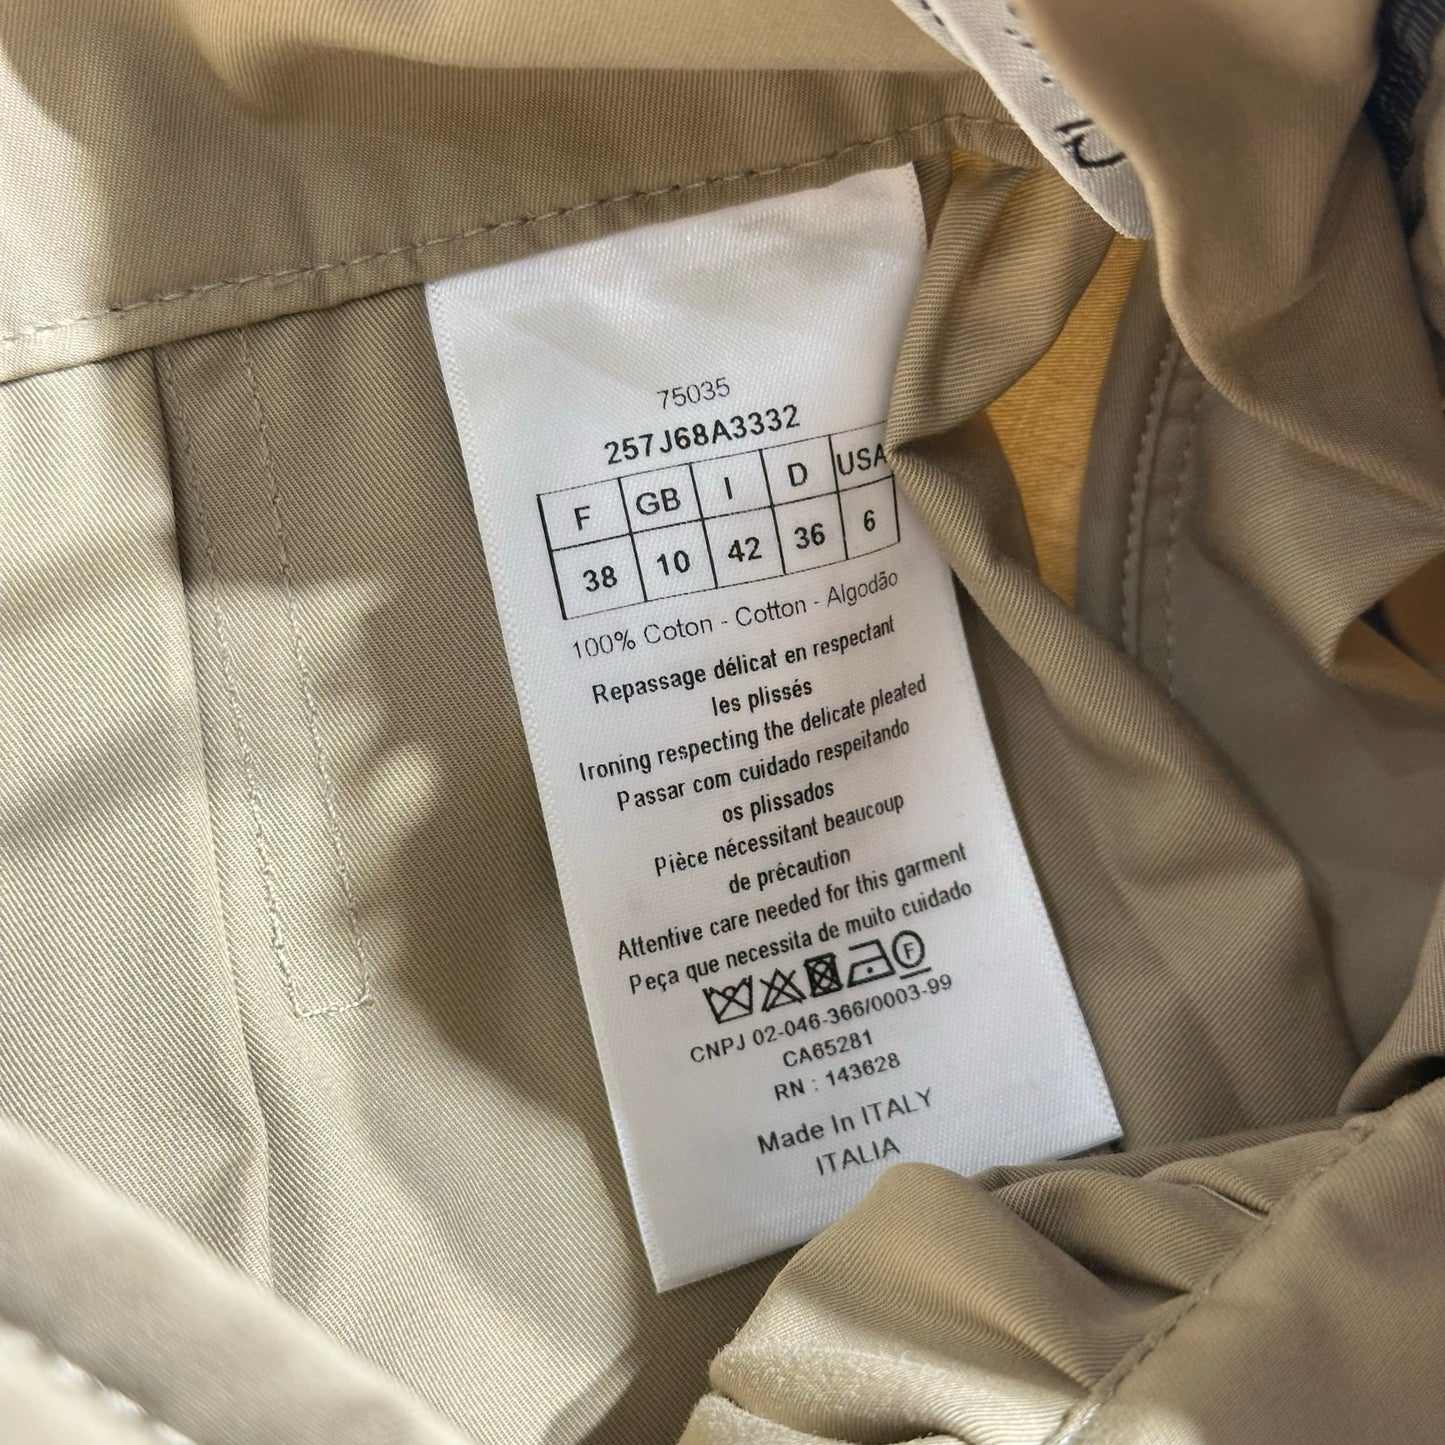 75035
257J68A3332
F GB I D USA
38 10 42 36 6
100% Coton - Cotton - Algodão
Repassage délicat en respectant
les plissés
Ironing respecting the delicate pleated
Passar com cuidado respeitando
os plissados
Pièce nécessitant beaucoup
de précaution
Attentive care needed for this garment
Peça que necessita de muito cuidado
F
CNPJ 02-046-366/0003-99
CA65281
RN : 143628
Made In ITALY
ITALIA